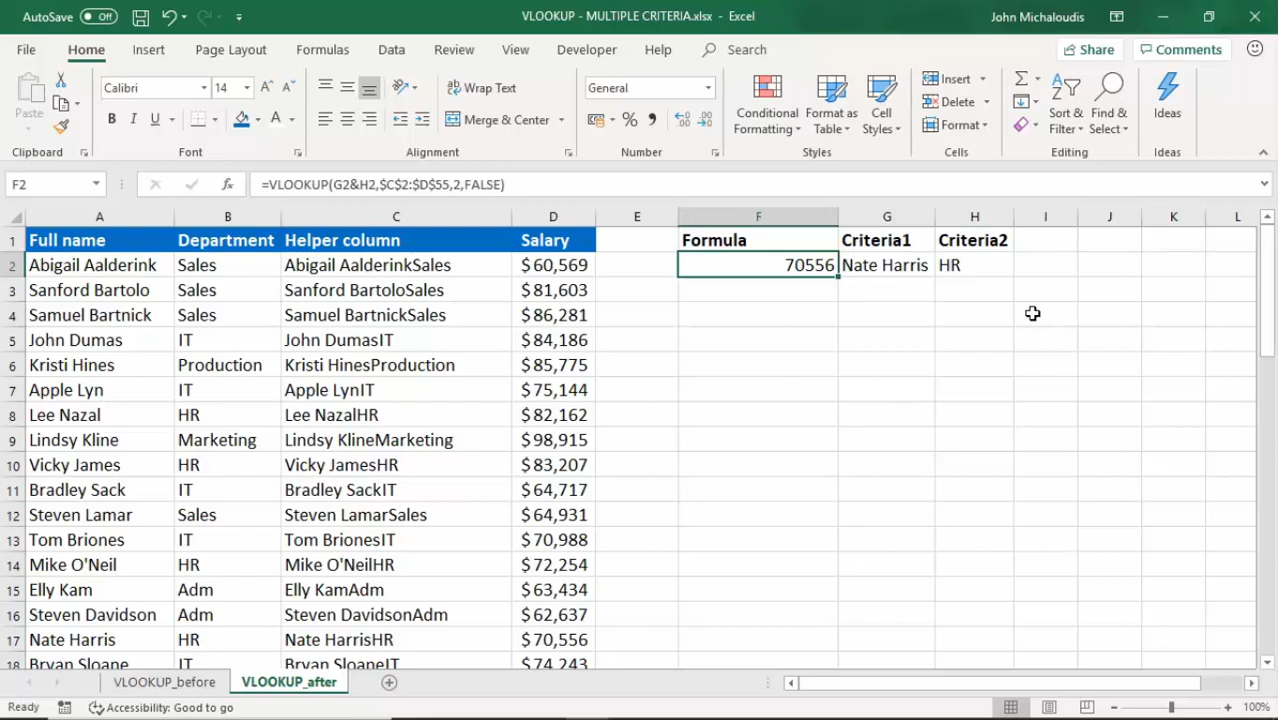 AutoSave Off VLOOKUP - MULTIPLE CRITERIA.xlsx - Excel John Michaloudis
File Home Insert Page Layout Formulas Data Review View Developer Help Search Share Comments
Paste Calibri 14 A A Wrap Text General Conditional Formatting Format as Table Cell Styles Insert Delete Format Sort & Filter Find & Select Ideas
B I U A Merge & Center $ % ,
Clipboard Font Alignment Number Styles Cells Editing Ideas
F2 fx =VLOOKUP(G2&H2,$C$2:$D$55,2,FALSE)
A B C D E F G H I J K L
1 Full name Department Helper column Salary Formula Criteria1 Criteria2
2 Abigail Aalderink Sales Abigail AalderinkSales $60,569 70556 Nate Harris HR
3 Sanford Bartolo Sales Sanford BartoloSales $81,603
4 Samuel Bartnick Sales Samuel BartnickSales $86,281
5 John Dumas IT John DumasIT $84,186
6 Kristi Hines Production Kristi HinesProduction $85,775
7 Apple Lyn IT Apple LynIT $75,144
8 Lee Nazal HR Lee NazalHR $82,162
9 Lindsy Kline Marketing Lindsy KlineMarketing $98,915
10 Vicky James HR Vicky JamesHR $83,207
11 Bradley Sack IT Bradley SackIT $64,717
12 Steven Lamar Sales Steven LamarSales $64,931
13 Tom Briones IT Tom BrionesIT $70,988
14 Mike O'Neil HR Mike O'NeilHR $72,254
15 Elly Kam Adm Elly KamAdm $63,434
16 Steven Davidson Adm Steven DavidsonAdm $62,637
17 Nate Harris HR Nate HarrisHR $70,556
18 Bryan Sloane IT Bryan SloaneIT $74,243
VLOOKUP_before VLOOKUP_after
Ready Accessibility: Good to go 100%